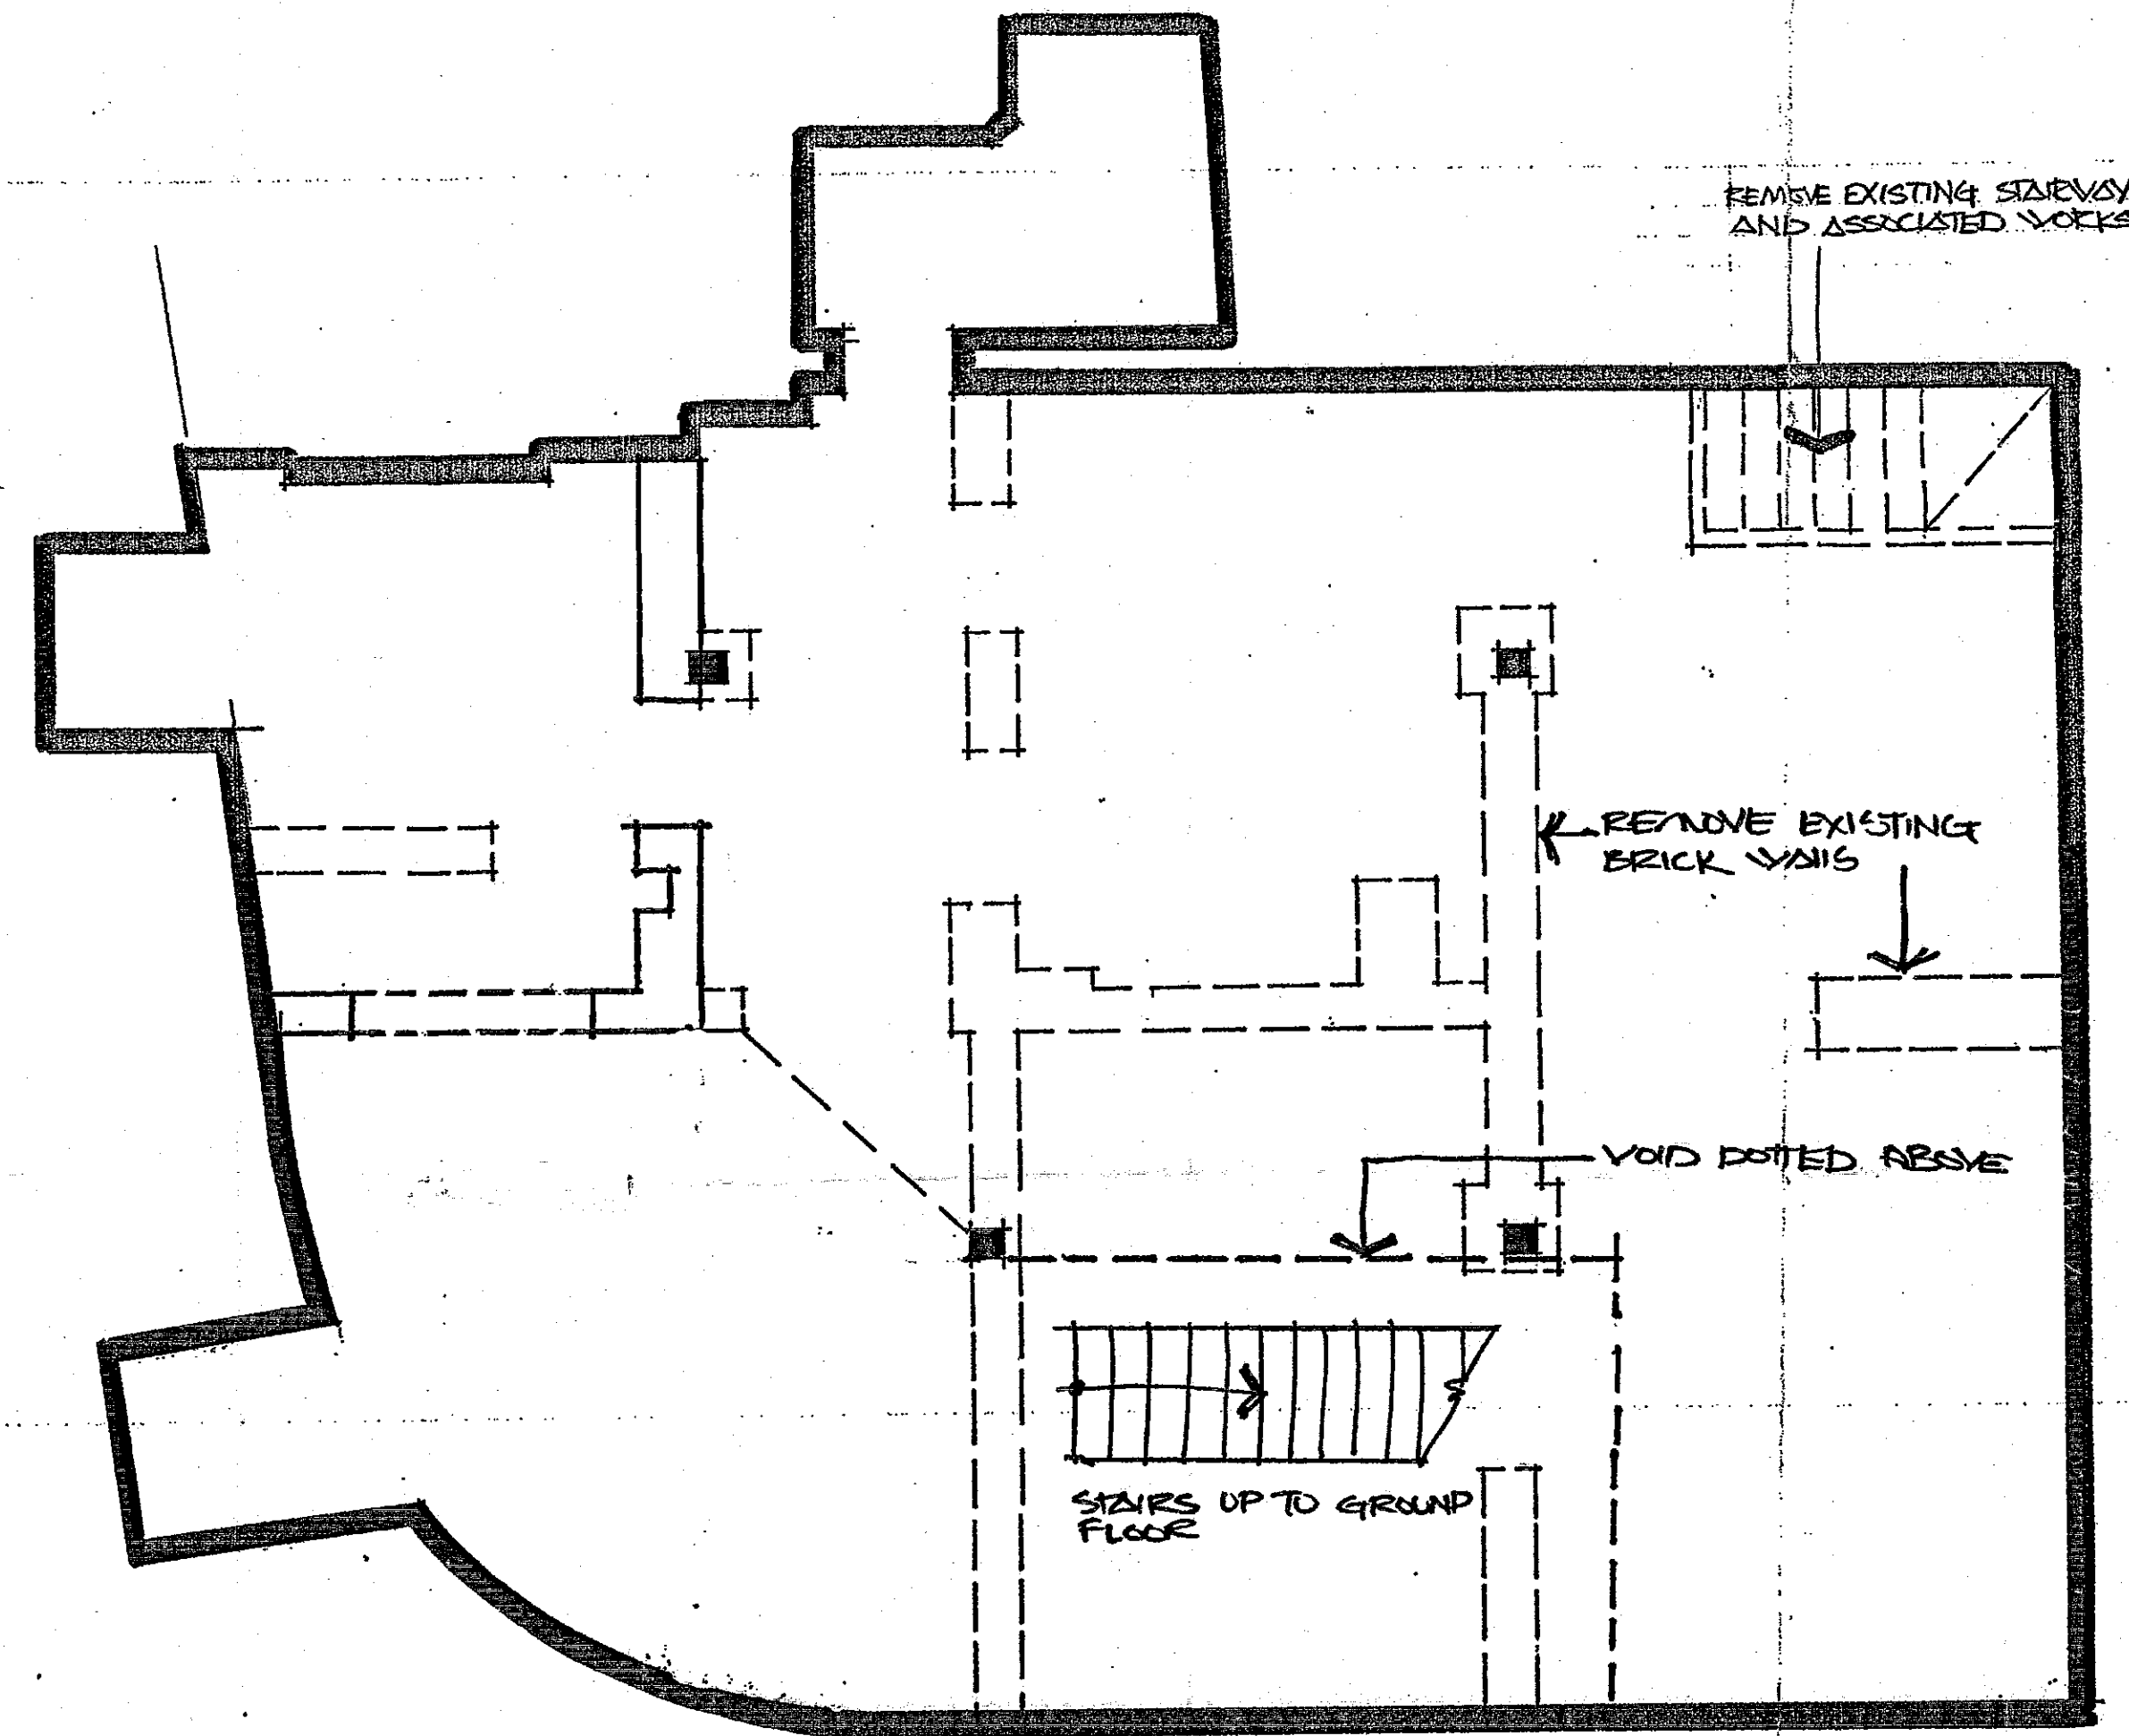 REMOVE EXISTING STAIRWAY
AND ASSOCIATED WORKS
REMOVE EXISTING
BRICK WALLS
VOID DOTTED ABOVE
STAIRS UP TO GROUND
FLOOR